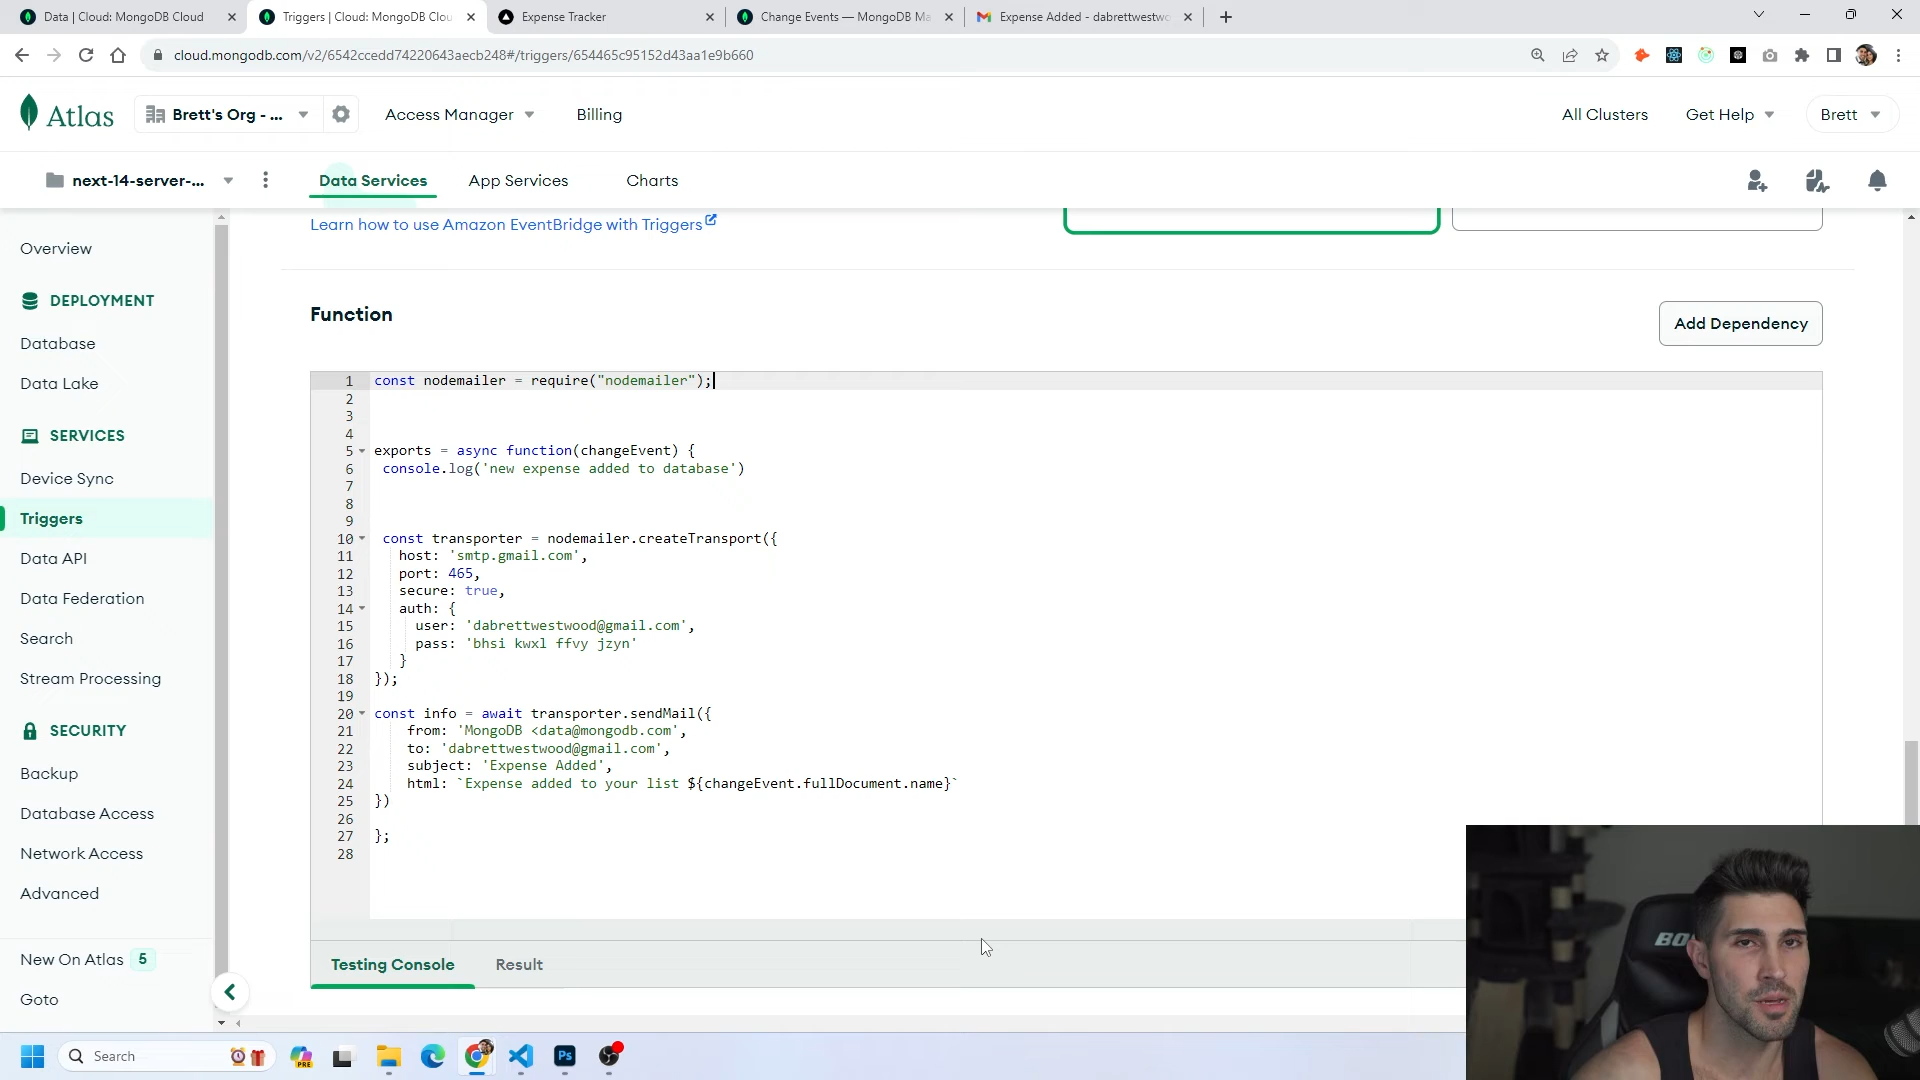 Data | Cloud: MongoDB Cloud
Triggers | Cloud: MongoDB Clou
Expense Tracker
Change Events — MongoDB Ma
Expense Added - dabrettwestwo
cloud.mongodb.com/v2/6542ccedd74220643aecb248#/triggers/654465c95152d43aa1e9b660
Atlas
Brett's Org - ...
Access Manager
Billing
All Clusters
Get Help
Brett
next-14-server-...
Data Services
App Services
Charts
Learn how to use Amazon EventBridge with Triggers
Overview
DEPLOYMENT
Database
Data Lake
SERVICES
Device Sync
Triggers
Data API
Data Federation
Search
Stream Processing
SECURITY
Backup
Database Access
Network Access
Advanced
New On Atlas 5
Goto
Function
Add Dependency
1 const nodemailer = require("nodemailer");
2
3
4
5 exports = async function(changeEvent) {
6 console.log('new expense added to database')
7
8
9
10 const transporter = nodemailer.createTransport({
11 host: 'smtp.gmail.com',
12 port: 465,
13 secure: true,
14 auth: {
15 user: 'dabrettwestwood@gmail.com',
16 pass: 'bhsi kwxl ffvy jzyn'
17 }
18 });
19
20 const info = await transporter.sendMail({
21 from: 'MongoDB <data@mongodb.com',
22 to: 'dabrettwestwood@gmail.com',
23 subject: 'Expense Added',
24 html: `Expense added to your list ${changeEvent.fullDocument.name}`
25 })
26
27 };
28
Testing Console
Result
Search
PRE
Ps